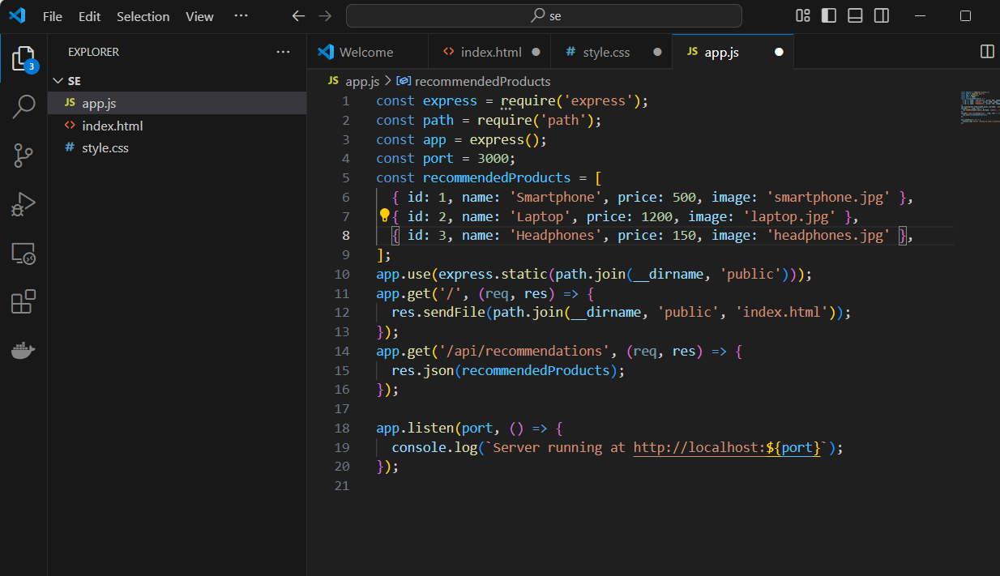 File Edit Selection View ··· se
EXPLORER ···
Welcome index.html style.css app.js
3
SE
app.js > recommendedProducts
JS app.js
<> index.html
# style.css
1 const express = require('express');
2 const path = require('path');
3 const app = express();
4 const port = 3000;
5 const recommendedProducts = [
6 { id: 1, name: 'Smartphone', price: 500, image: 'smartphone.jpg' },
7 { id: 2, name: 'Laptop', price: 1200, image: 'laptop.jpg' },
8 { id: 3, name: 'Headphones', price: 150, image: 'headphones.jpg' },
9 ];
10 app.use(express.static(path.join(__dirname, 'public')));
11 app.get('/', (req, res) => {
12 res.sendFile(path.join(__dirname, 'public', 'index.html'));
13 });
14 app.get('/api/recommendations', (req, res) => {
15 res.json(recommendedProducts);
16 });
17
18 app.listen(port, () => {
19 console.log(`Server running at http://localhost:${port}`);
20 });
21